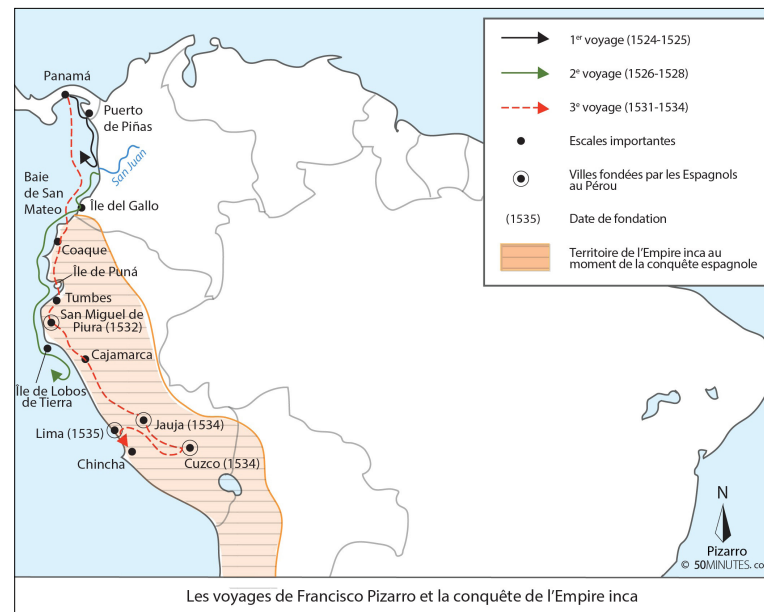 1er voyage (1524-1525)
2e voyage (1526-1528)
3e voyage (1531-1534)
Escales importantes
Villes fondées par les Espagnols
au Pérou
(1535) Date de fondation
Territoire de l'Empire inca au
moment de la conquête espagnole
Panamá
Puerto
de Piñas
San Juan
Baie
de San
Mateo
Île del Gallo
Coaque
Île de Puná
Tumbes
San Miguel de
Piura (1532)
Cajamarca
Île de Lobos
de Tierra
Jauja (1534)
Lima (1535)
Cuzco (1534)
Chincha
N
Pizarro
© 50MINUTES.co
Les voyages de Francisco Pizarro et la conquête de l'Empire inca